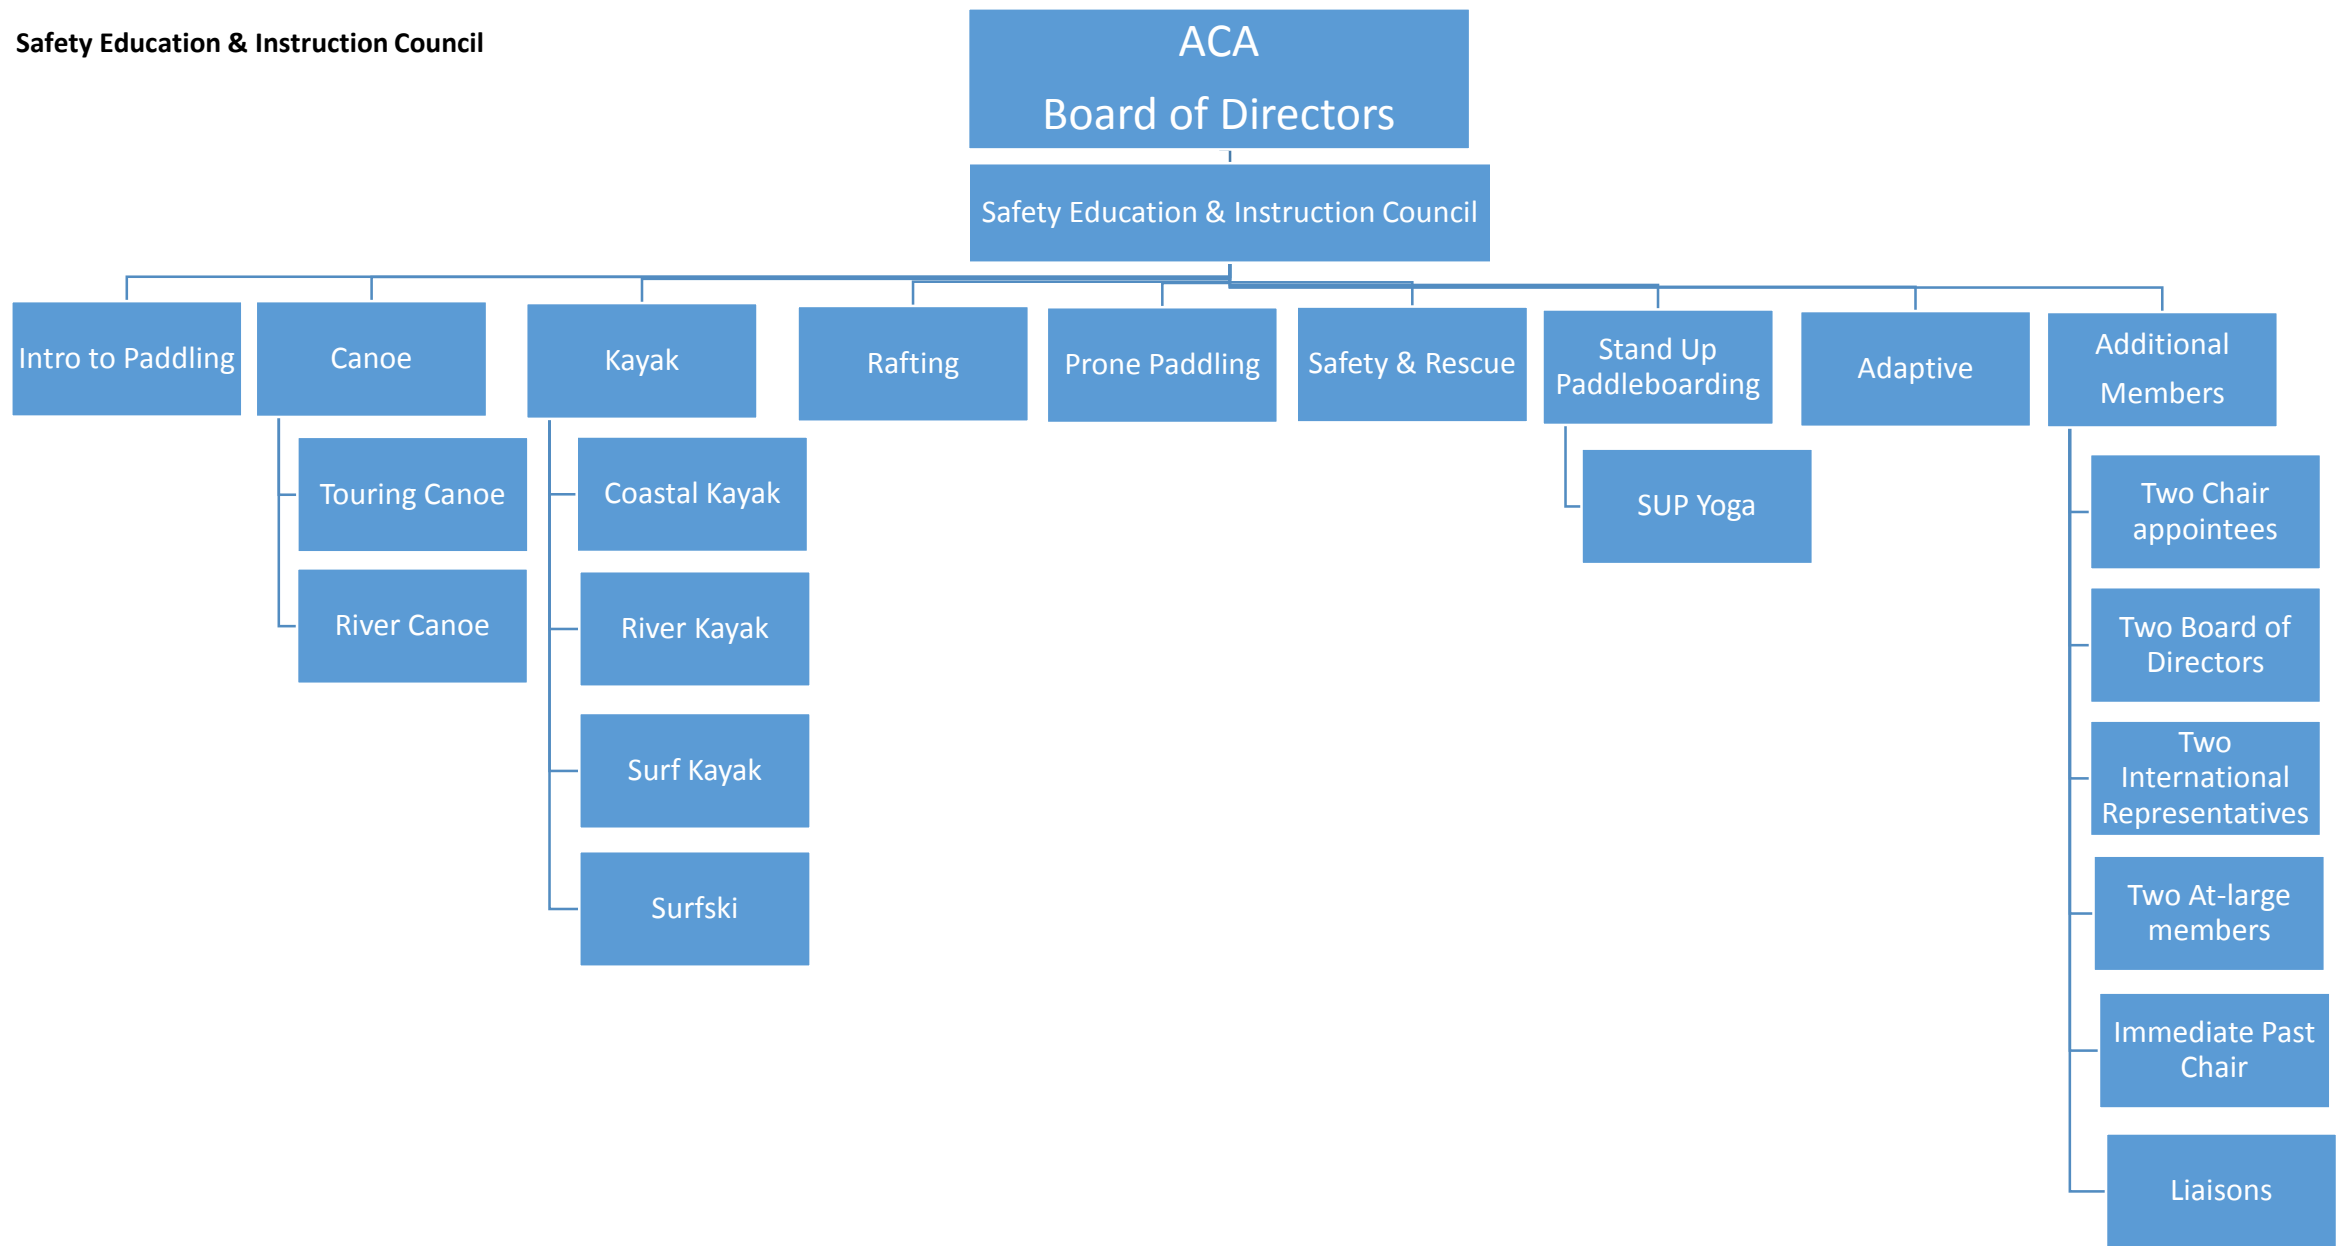 Safety Education & Instruction Council
ACA
Board of Directors
Safety Education & Instruction Council
Intro to Paddling
Canoe
Kayak
Rafting
Prone Paddling
Safety & Rescue
Stand Up
Paddleboarding
Adaptive
Additional
Members
Touring Canoe
River Canoe
Coastal Kayak
River Kayak
Surf Kayak
Surfski
SUP Yoga
Two Chair
appointees
Two Board of
Directors
Two
International
Representatives
Two At-large
members
Immediate Past
Chair
Liaisons